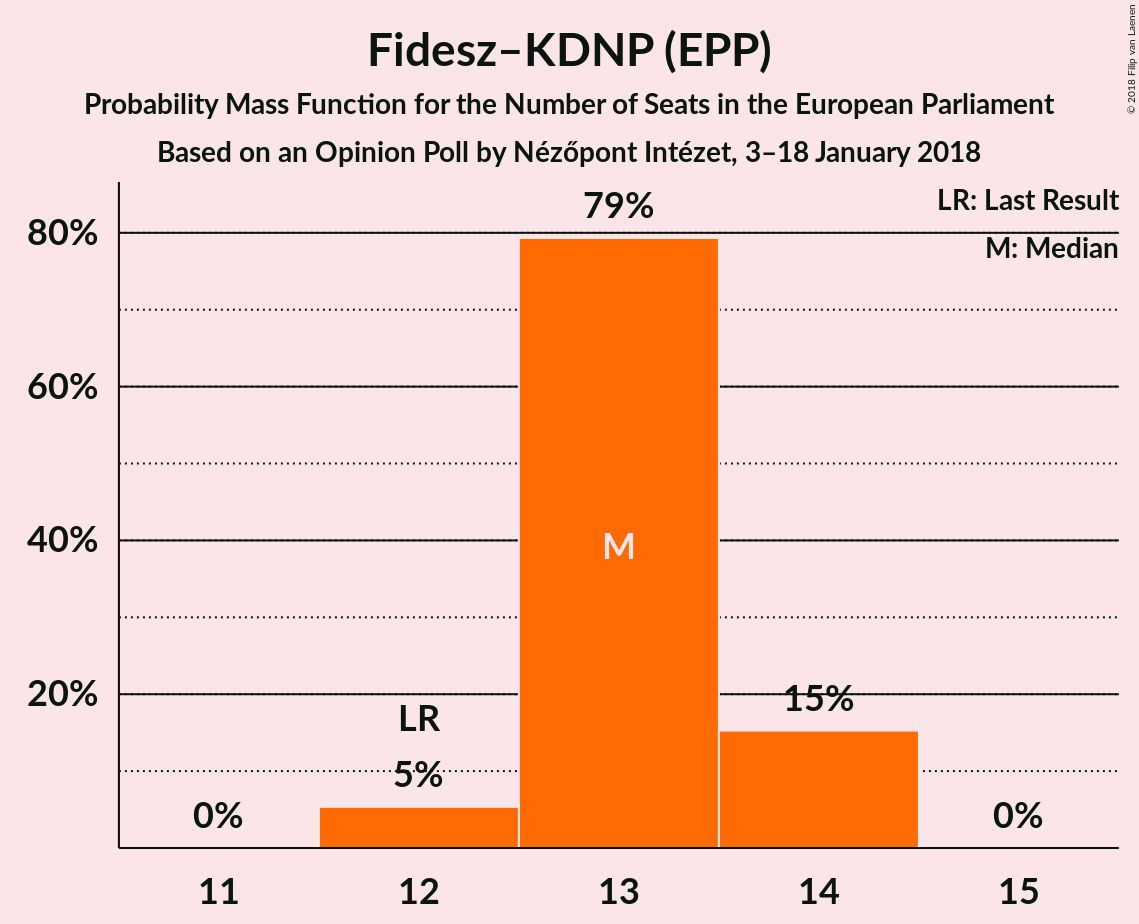 Fidesz–KDNP (EPP)
Probability Mass Function for the Number of Seats in the European Parliament
Based on an Opinion Poll by Nézőpont Intézet, 3–18 January 2018
© 2018 Filip van Laenen
LR: Last Result
M: Median
80%
60%
40%
20%
0%
LR
5%
79%
M
15%
0%
11
12
13
14
15